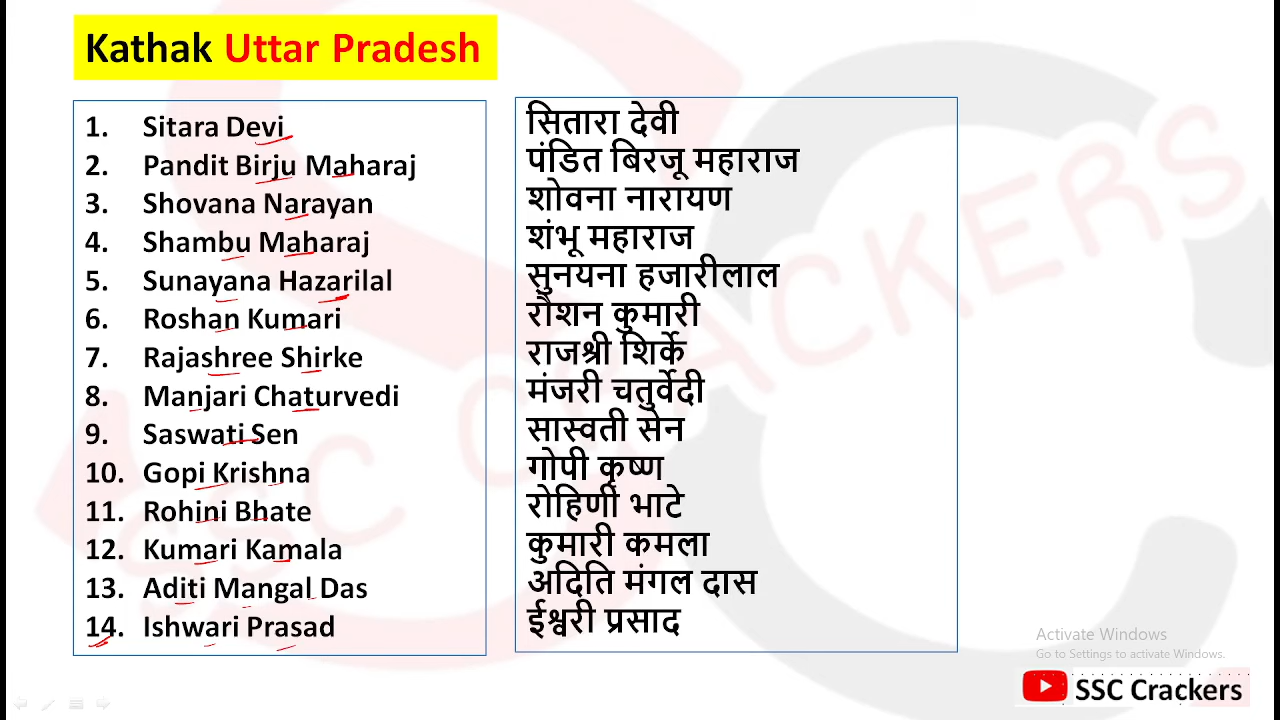 Kathak Uttar Pradesh
1. Sitara Devi
2. Pandit Birju Maharaj
3. Shovana Narayan
4. Shambu Maharaj
5. Sunayana Hazarilal
6. Roshan Kumari
7. Rajashree Shirke
8. Manjari Chaturvedi
9. Saswati Sen
10. Gopi Krishna
11. Rohini Bhate
12. Kumari Kamala
13. Aditi Mangal Das
14. Ishwari Prasad
सितारा देवी
पंडित बिरजू महाराज
शोवना नारायण
शंभू महाराज
सुनयना हजारीलाल
रौशन कुमारी
राजश्री शिर्के
मंजरी चतुर्वेदी
सास्वती सेन
गोपी कृष्ण
रोहिणी भाटे
कुमारी कमला
अदिति मंगल दास
ईश्वरी प्रसाद
SSC CRACKERS
Activate Windows
Go to Settings to activate Windows.
SSC Crackers